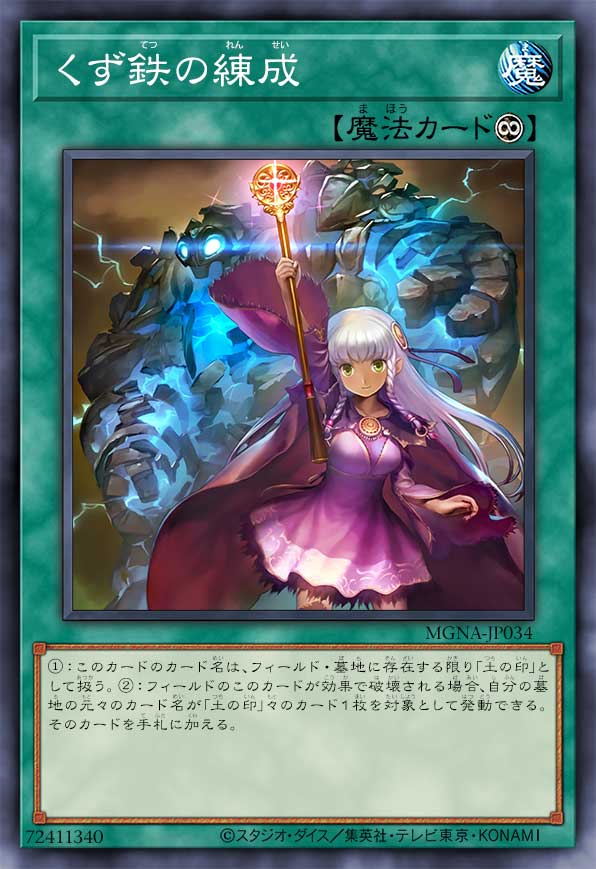 くず鉄の練成
魔
【魔法カード】
MGNA-JP034
①：このカードのカード名は、フィールド・墓地に存在する限り「土の印」と
して扱う。②：フィールドのこのカードが効果で破壊される場合、自分の墓
地の元々のカード名が「土の印」々のカード１枚を対象として発動できる。
そのカードを手札に加える。
72411340 ©スタジオ・ダイス／集英社・テレビ東京・KONAMI